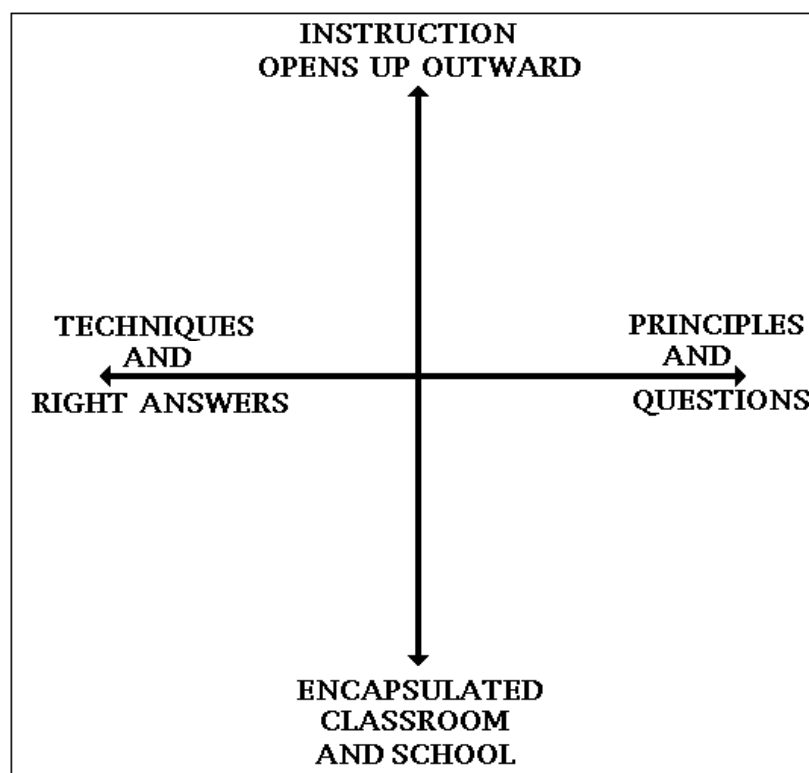 INSTRUCTION
OPENS UP OUTWARD
TECHNIQUES
AND
RIGHT ANSWERS
PRINCIPLES
AND
QUESTIONS
ENCAPSULATED
CLASSROOM
AND SCHOOL